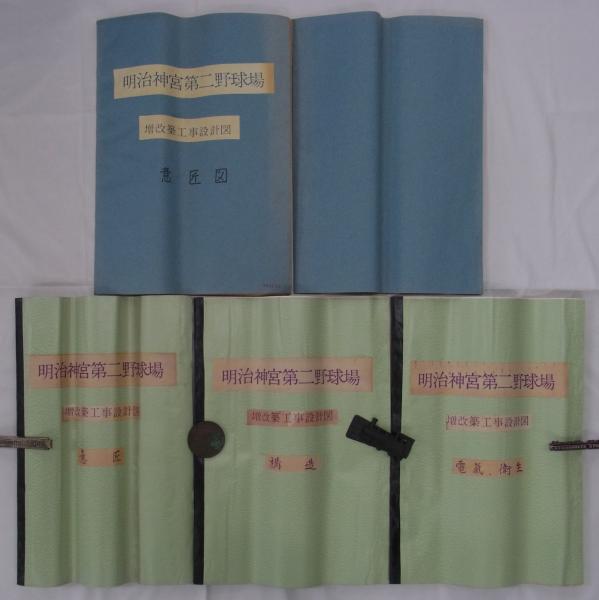 明治神宮第二野球場
増改築工事設計図
意匠図
明治神宮第二野球場
増改築工事設計図
意匠
明治神宮第二野球場
増改築工事設計図
構造
明治神宮第二野球場
増改築工事設計図
電氣、衛生